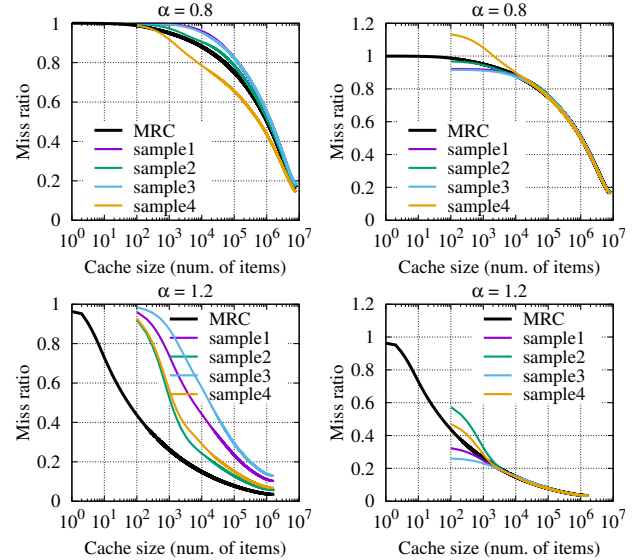 α = 0.8
1
0.8
0.6
0.4
0.2
0
Miss ratio
MRC
sample1
sample2
sample3
sample4
10^0 10^1 10^2 10^3 10^4 10^5 10^6 10^7
Cache size (num. of items)
α = 0.8
1.2
1
0.8
0.6
0.4
0.2
0
Miss ratio
MRC
sample1
sample2
sample3
sample4
10^0 10^1 10^2 10^3 10^4 10^5 10^6 10^7
Cache size (num. of items)
α = 1.2
1
0.8
0.6
0.4
0.2
0
Miss ratio
MRC
sample1
sample2
sample3
sample4
10^0 10^1 10^2 10^3 10^4 10^5 10^6 10^7
Cache size (num. of items)
α = 1.2
1.2
1
0.8
0.6
0.4
0.2
0
Miss ratio
MRC
sample1
sample2
sample3
sample4
10^0 10^1 10^2 10^3 10^4 10^5 10^6 10^7
Cache size (num. of items)